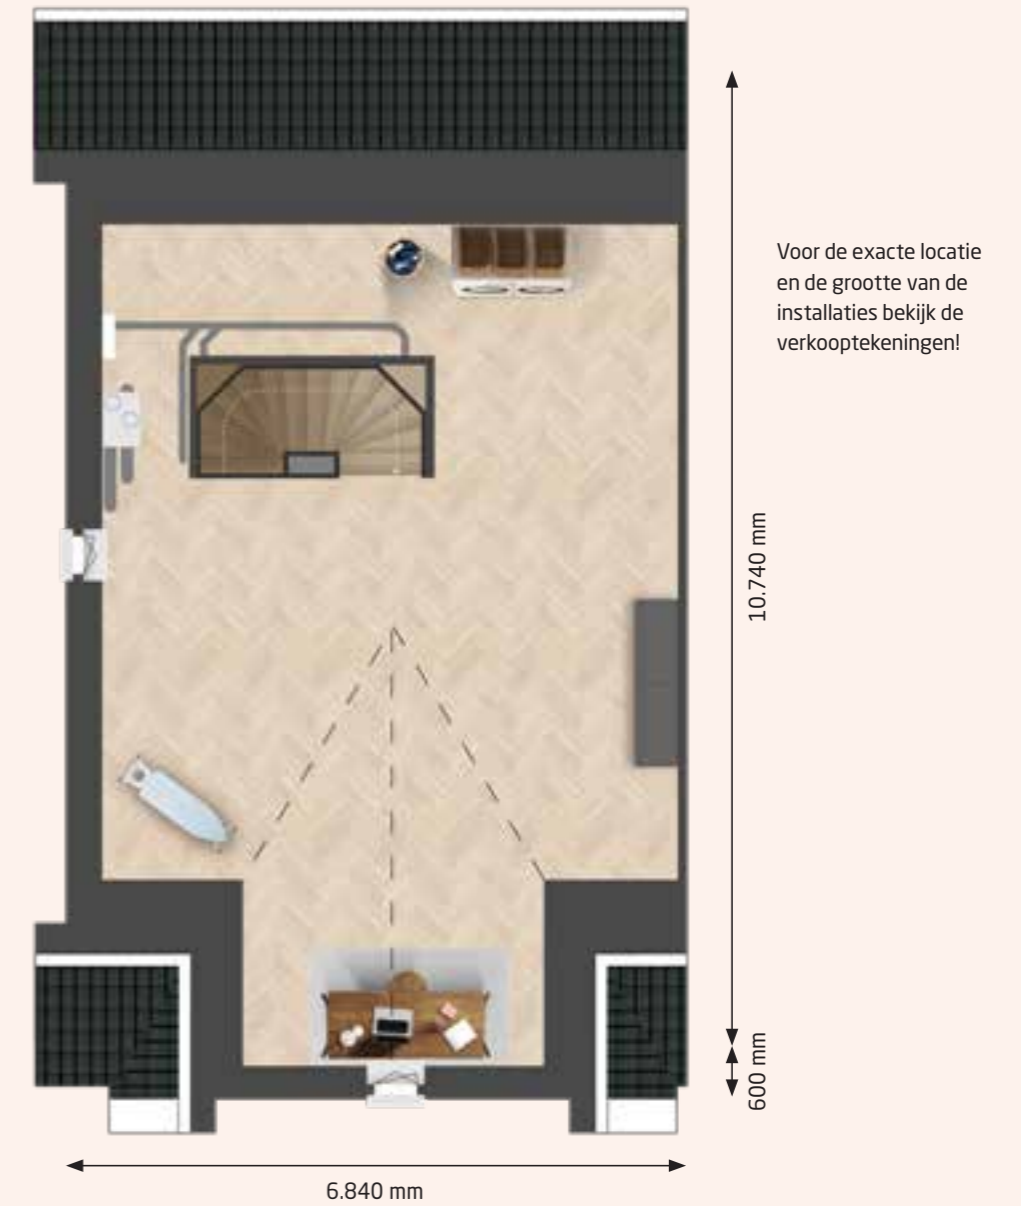 Voor de exacte locatie
en de grootte van de
installaties bekijk de
verkooptekeningen!
10.740 mm
600 mm
6.840 mm